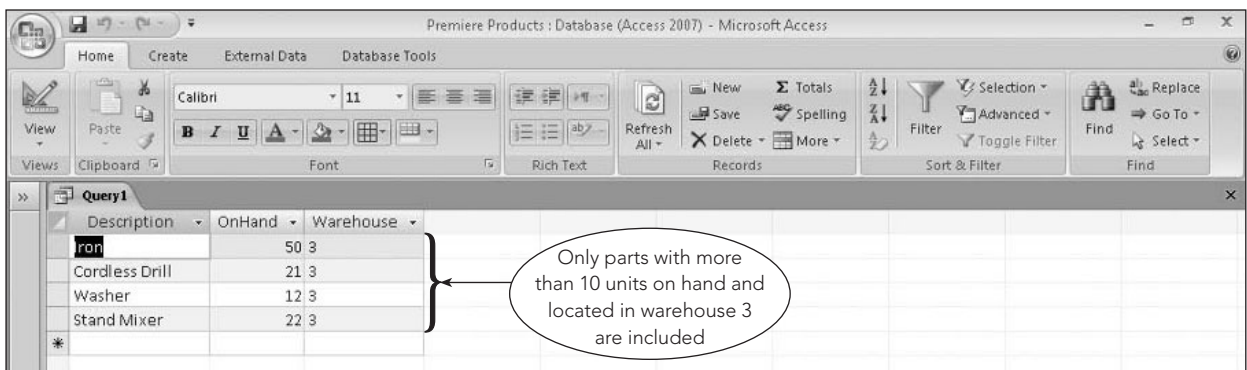 Premiere Products : Database (Access 2007) - Microsoft Access
Home Create External Data Database Tools
View
Views
Paste
Clipboard
Calibri 11
B I U A
Font
ab
Rich Text
Refresh All
New
Save
Delete
Σ Totals
Spelling
More
Records
A Z
Z A
A Z
Filter
Selection
Advanced
Toggle Filter
Sort & Filter
Find
Replace
Go To
Select
Find
Query1
Description OnHand Warehouse
Iron 50 3
Cordless Drill 21 3
Washer 12 3
Stand Mixer 22 3
Only parts with more
than 10 units on hand and
located in warehouse 3
are included